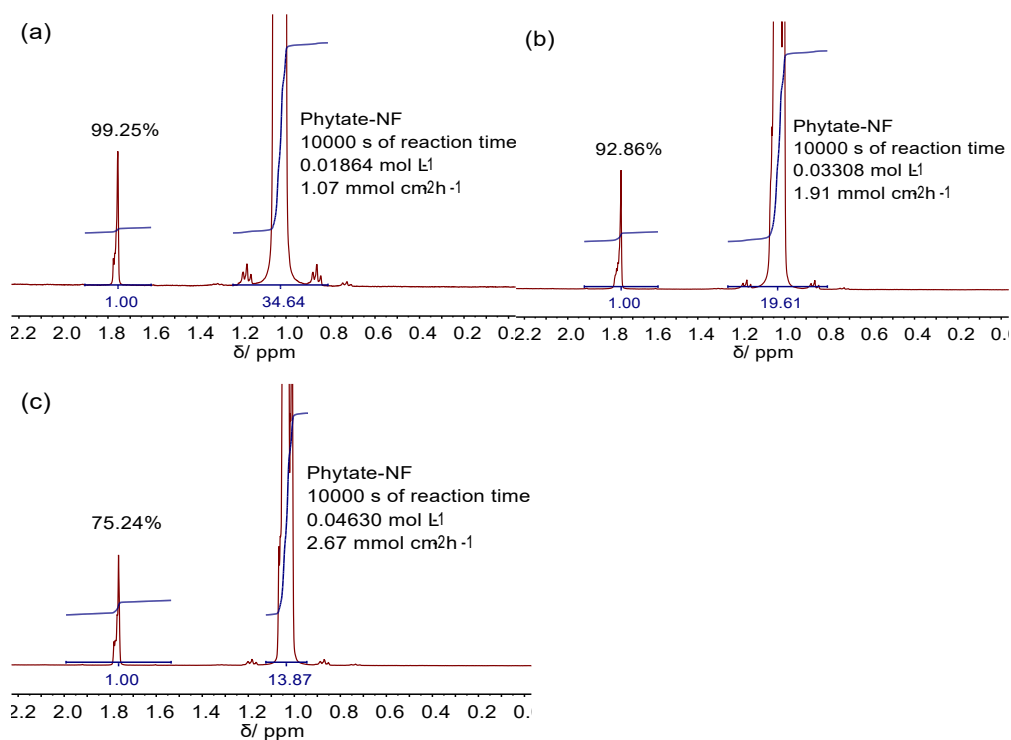 (a)
99.25%
Phytate-NF
10000 s of reaction time
0.01864 mol L-1
1.07 mmol cm-2h-1
1.00
34.64
2.2 2.0 1.8 1.6 1.4 1.2 1.0 0.8 0.6 0.4 0.2 0.0
δ/ ppm
(b)
92.86%
Phytate-NF
10000 s of reaction time
0.03308 mol L-1
1.91 mmol cm-2h-1
1.00
19.61
2.2 2.0 1.8 1.6 1.4 1.2 1.0 0.8 0.6 0.4 0.2 0.0
δ/ ppm
(c)
75.24%
Phytate-NF
10000 s of reaction time
0.04630 mol L-1
2.67 mmol cm-2h-1
1.00
13.87
2.2 2.0 1.8 1.6 1.4 1.2 1.0 0.8 0.6 0.4 0.2 0.0
δ/ ppm